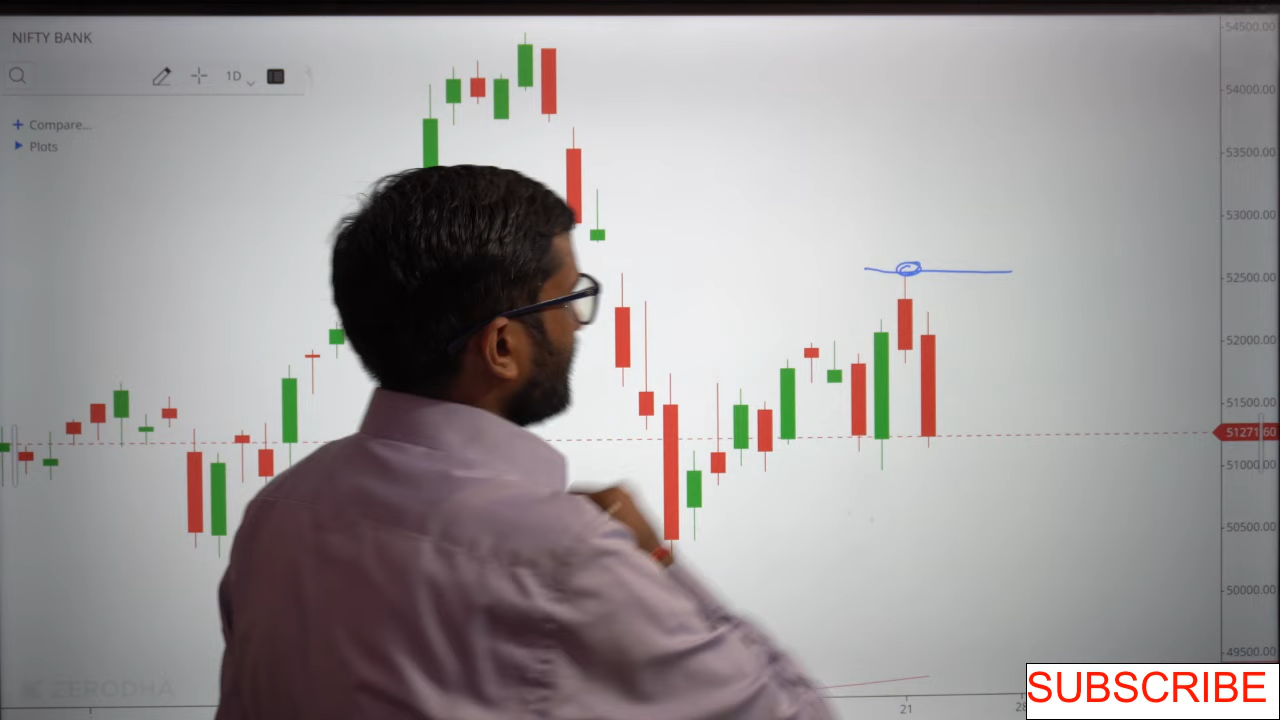 NIFTY BANK
54500.00
1D
54000.00
Compare...
Plots
53500.00
53000.00
52500.00
52000.00
51500.00
51271.60
51000.00
50500.00
50000.00
49500.00
ZERODHA
SUBSCRIBE
21
28